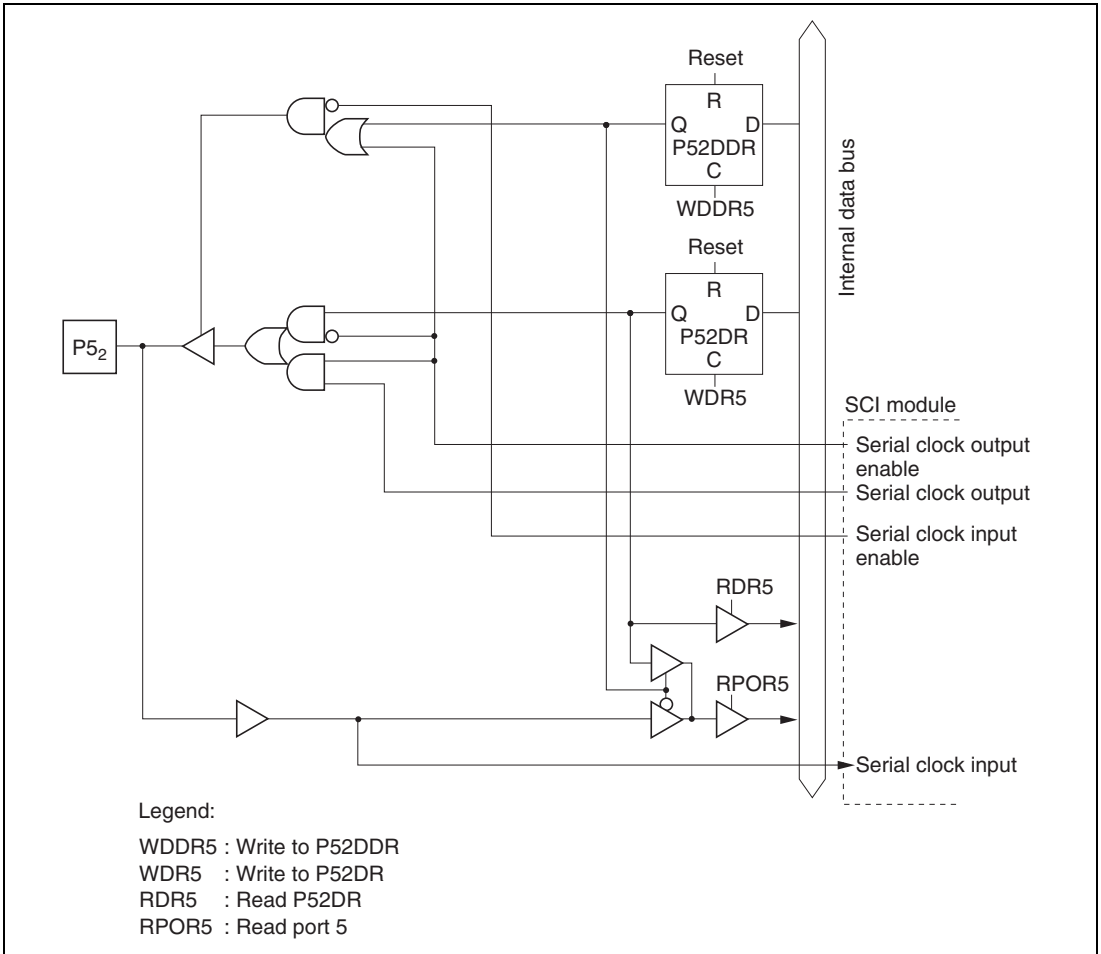 Reset
R
Q D
P52DDR
C
WDDR5
Internal data bus
Reset
R
Q D
P52DR
C
WDR5
P5₂
SCI module
Serial clock output
enable
Serial clock output
Serial clock input
enable
RDR5
RPOR5
Serial clock input
Legend:
WDDR5 : Write to P52DDR
WDR5 : Write to P52DR
RDR5 : Read P52DR
RPOR5 : Read port 5